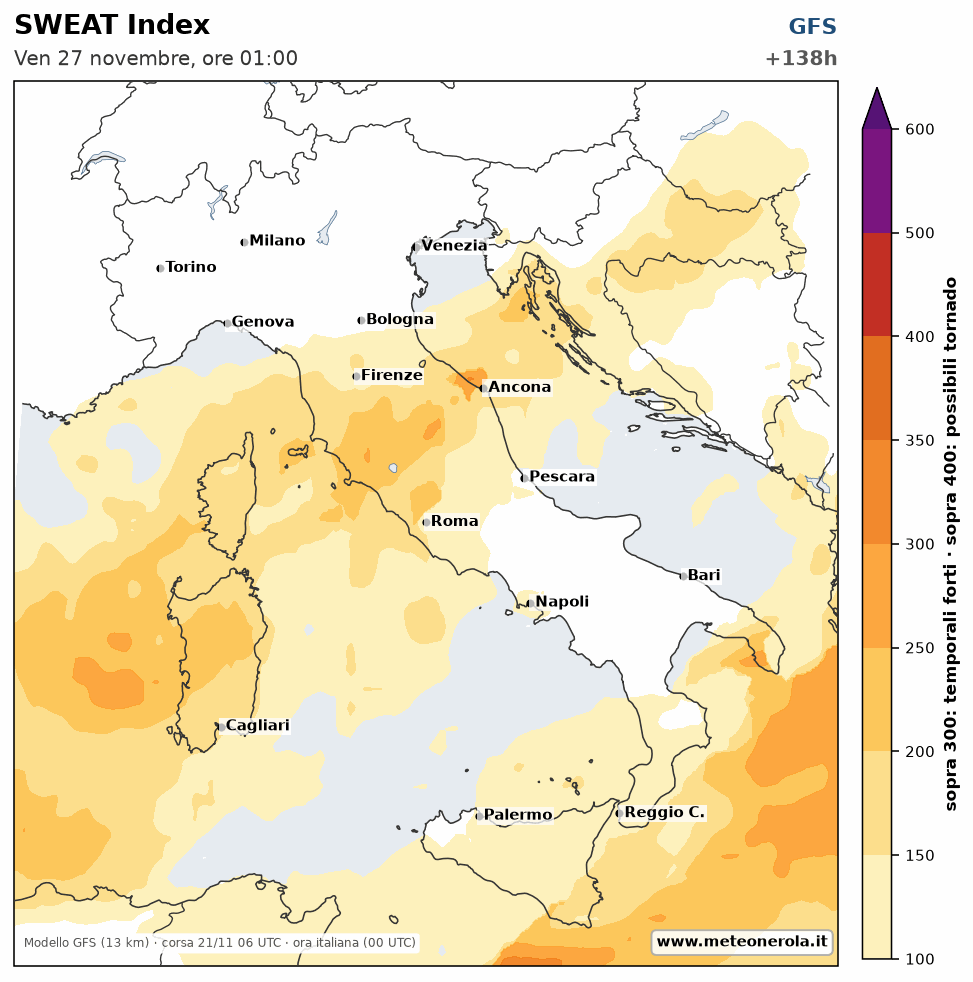 SWEAT Index
GFS
Ven 27 novembre, ore 01:00
+138h
Milano
Venezia
Torino
Genova
Bologna
Firenze
Ancona
Pescara
Roma
Bari
Napoli
Cagliari
Palermo
Reggio C.
600
500
400
350
300
250
200
150
100
sopra 300: temporali forti · sopra 400: possibili tornado
Modello GFS (13 km) · corsa 21/11 06 UTC · ora italiana (00 UTC)
www.meteonerola.it